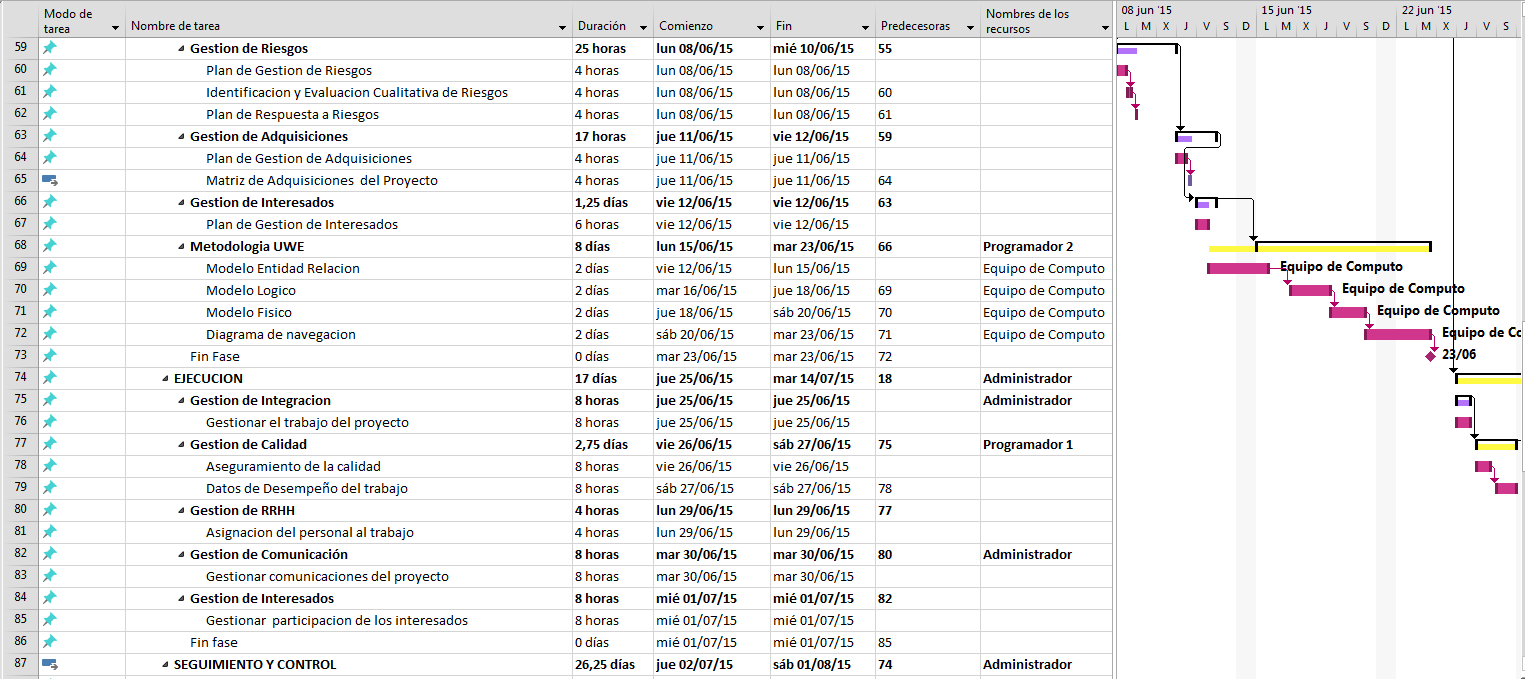 Modo de tarea Nombre de tarea Duración Comienzo Fin Predecesoras Nombres de los recursos 08 jun '15 15 jun '15 22 jun '15
L M X J V S D L M X J V S D L M X J V S
59 Gestion de Riesgos 25 horas lun 08/06/15 mié 10/06/15 55
60 Plan de Gestion de Riesgos 4 horas lun 08/06/15 lun 08/06/15
61 Identificacion y Evaluacion Cualitativa de Riesgos 4 horas lun 08/06/15 lun 08/06/15 60
62 Plan de Respuesta a Riesgos 4 horas lun 08/06/15 lun 08/06/15 61
63 Gestion de Adquisiciones 17 horas jue 11/06/15 vie 12/06/15 59
64 Plan de Gestion de Adquisiciones 4 horas jue 11/06/15 jue 11/06/15
65 Matriz de Adquisiciones del Proyecto 4 horas jue 11/06/15 jue 11/06/15 64
66 Gestion de Interesados 1,25 días vie 12/06/15 vie 12/06/15 63
67 Plan de Gestion de Interesados 6 horas vie 12/06/15 vie 12/06/15
68 Metodologia UWE 8 días lun 15/06/15 mar 23/06/15 66 Programador 2
69 Modelo Entidad Relacion 2 días vie 12/06/15 lun 15/06/15 Equipo de Computo Equipo de Computo
70 Modelo Logico 2 días mar 16/06/15 jue 18/06/15 69 Equipo de Computo Equipo de Computo
71 Modelo Fisico 2 días jue 18/06/15 sáb 20/06/15 70 Equipo de Computo Equipo de Computo
72 Diagrama de navegacion 2 días sáb 20/06/15 mar 23/06/15 71 Equipo de Computo Equipo de Co
73 Fin Fase 0 días mar 23/06/15 mar 23/06/15 72 23/06
74 EJECUCION 17 días jue 25/06/15 mar 14/07/15 18 Administrador
75 Gestion de Integracion 8 horas jue 25/06/15 jue 25/06/15 Administrador
76 Gestionar el trabajo del proyecto 8 horas jue 25/06/15 jue 25/06/15
77 Gestion de Calidad 2,75 días vie 26/06/15 sáb 27/06/15 75 Programador 1
78 Aseguramiento de la calidad 8 horas vie 26/06/15 vie 26/06/15
79 Datos de Desempeño del trabajo 8 horas sáb 27/06/15 sáb 27/06/15 78
80 Gestion de RRHH 4 horas lun 29/06/15 lun 29/06/15 77
81 Asignacion del personal al trabajo 4 horas lun 29/06/15 lun 29/06/15
82 Gestion de Comunicación 8 horas mar 30/06/15 mar 30/06/15 80 Administrador
83 Gestionar comunicaciones del proyecto 8 horas mar 30/06/15 mar 30/06/15
84 Gestion de Interesados 8 horas mié 01/07/15 mié 01/07/15 82
85 Gestionar participacion de los interesados 8 horas mié 01/07/15 mié 01/07/15
86 Fin fase 0 días mié 01/07/15 mié 01/07/15 85
87 SEGUIMIENTO Y CONTROL 26,25 días jue 02/07/15 sáb 01/08/15 74 Administrador